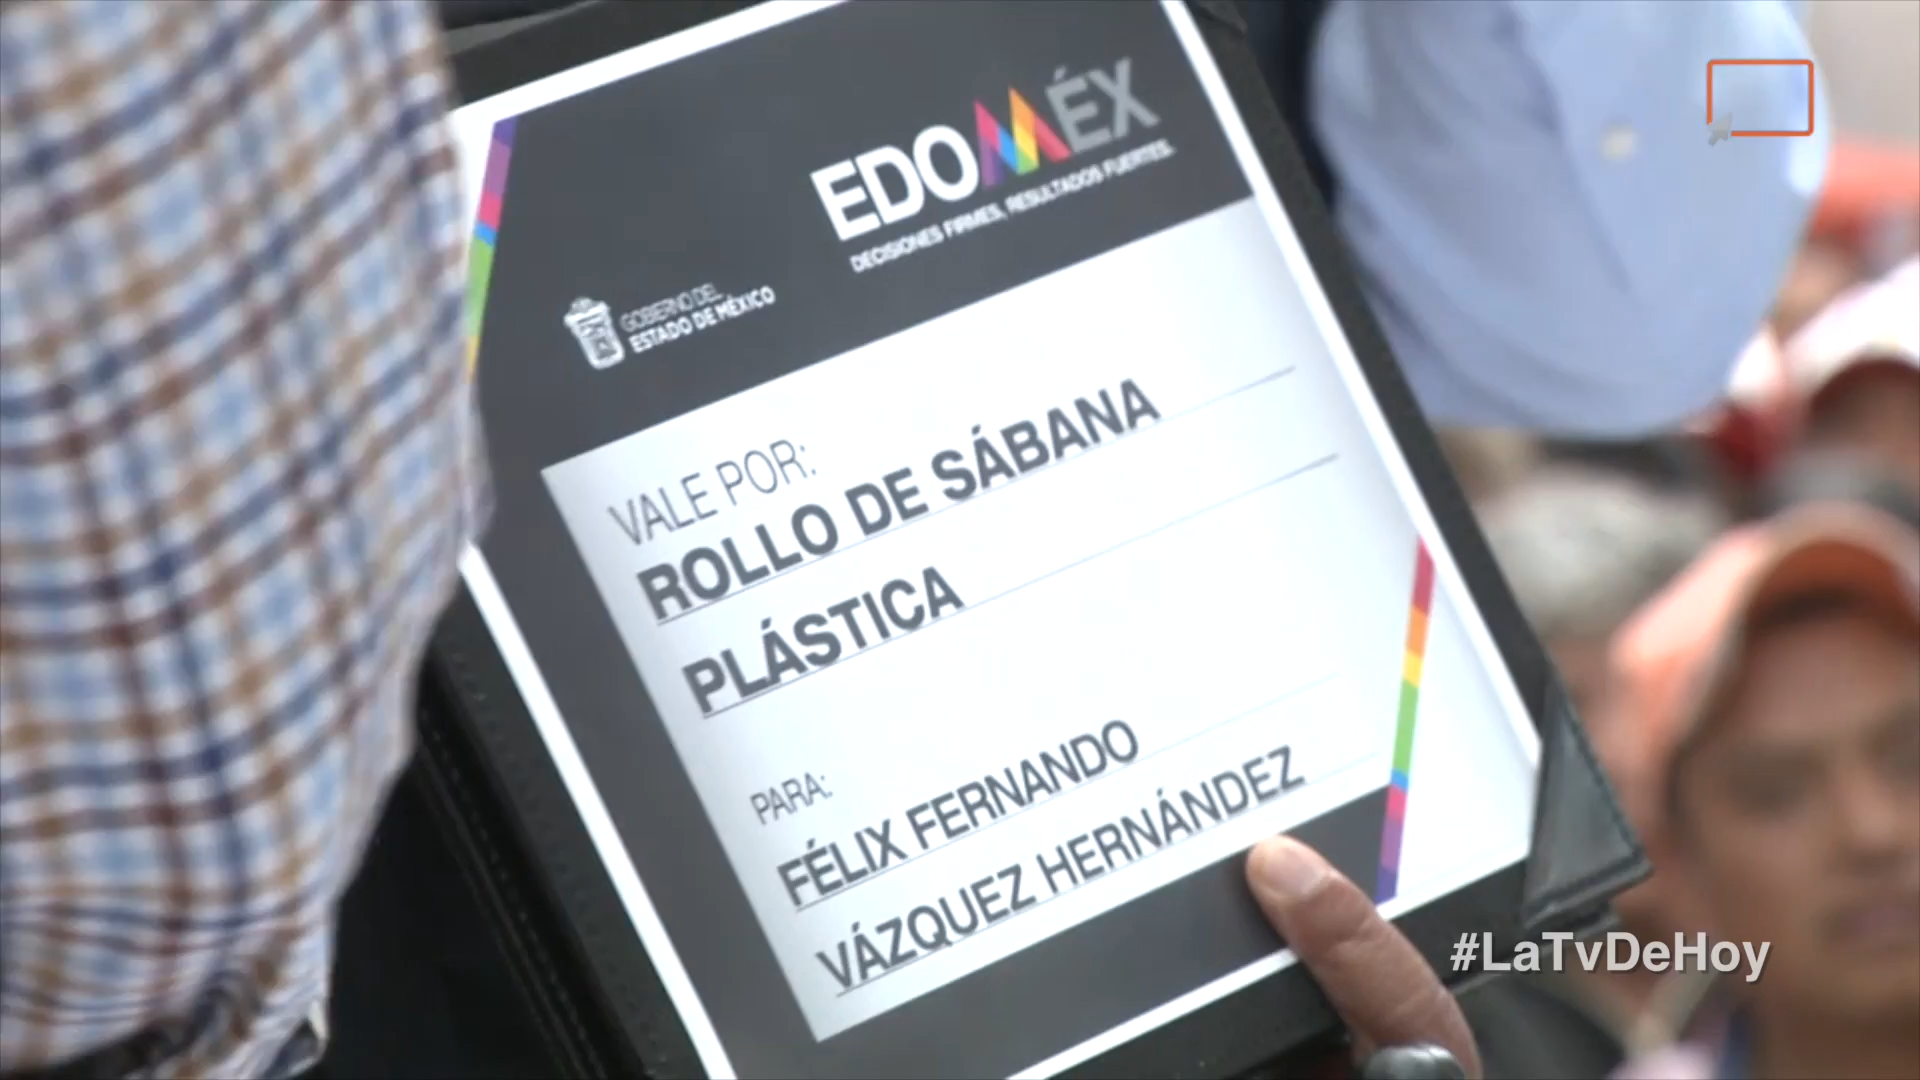 EDOMÉX
DECISIONES FIRMES, RESULTADOS FUERTES.
GOBIERNO DEL
ESTADO DE MÉXICO
VALE POR:
ROLLO DE SÁBANA
PLÁSTICA
PARA:
FÉLIX FERNANDO
VÁZQUEZ HERNÁNDEZ
#LaTvDeHoy